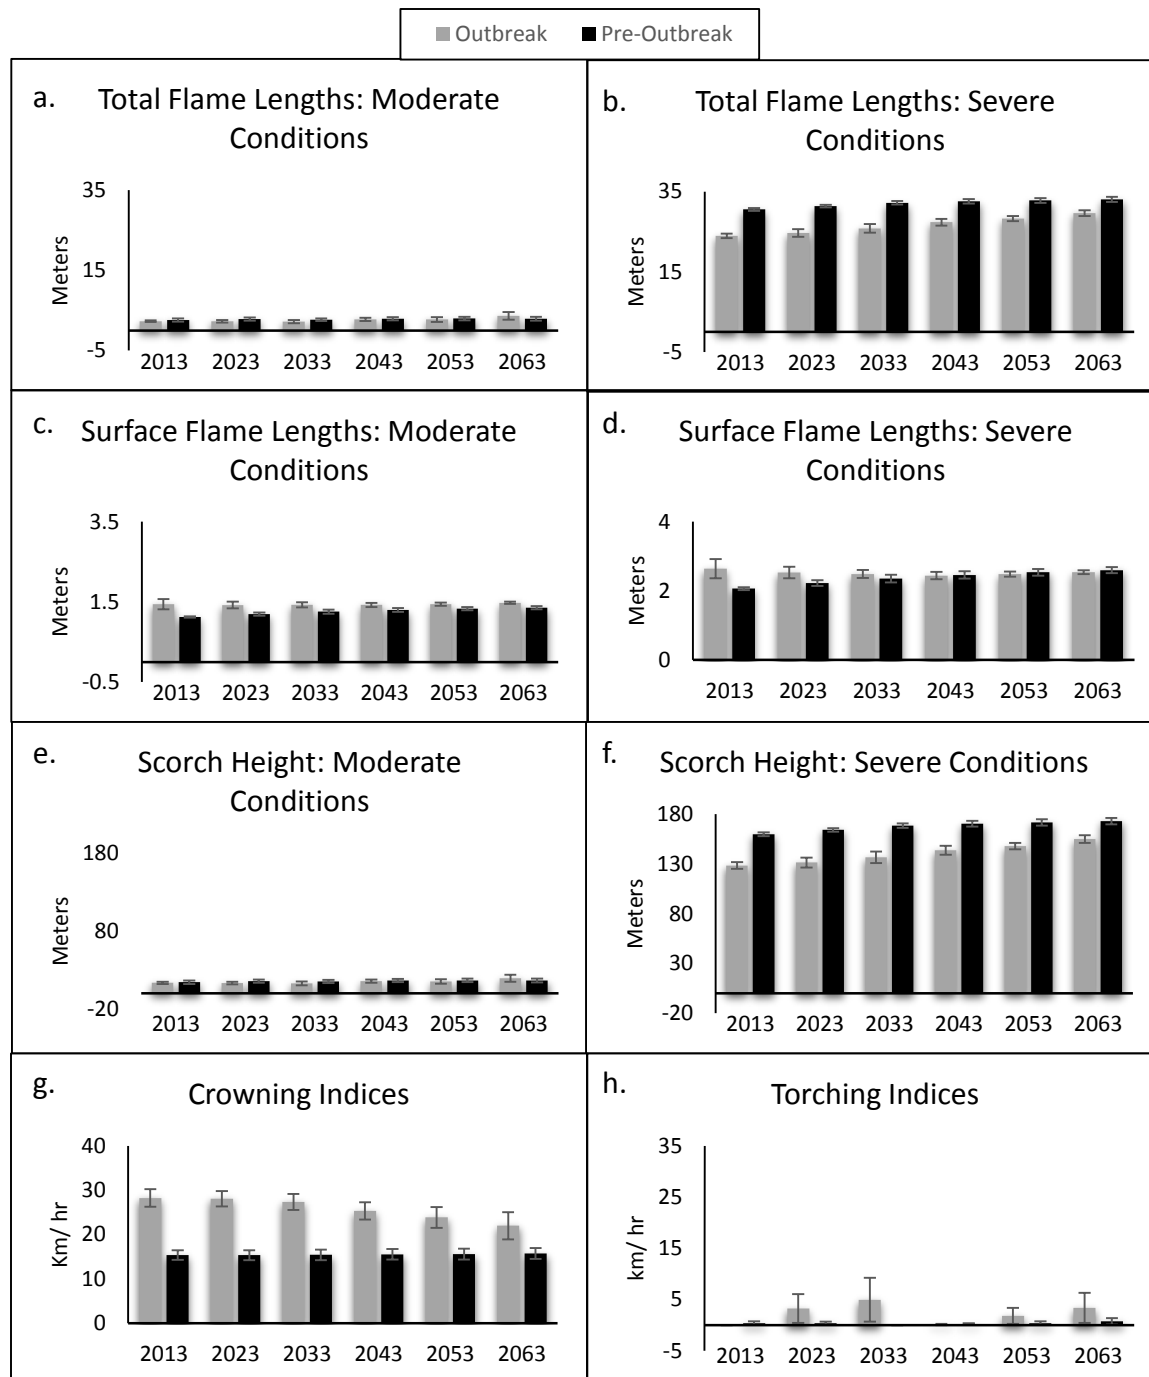 Outbreak Pre-Outbreak
a. Total Flame Lengths: Moderate
Conditions
35
15
-5
Meters
2013 2023 2033 2043 2053 2063
b. Total Flame Lengths: Severe
Conditions
35
15
-5
Meters
2013 2023 2033 2043 2053 2063
c. Surface Flame Lengths: Moderate
Conditions
3.5
1.5
-0.5
Meters
2013 2023 2033 2043 2053 2063
d. Surface Flame Lengths: Severe
Conditions
4
2
0
Meters
2013 2023 2033 2043 2053 2063
e. Scorch Height: Moderate
Conditions
180
80
-20
Meters
2013 2023 2033 2043 2053 2063
f. Scorch Height: Severe Conditions
180
130
80
30
-20
Meters
2013 2023 2033 2043 2053 2063
g. Crowning Indices
40
30
20
10
0
Km/ hr
2013 2023 2033 2043 2053 2063
h. Torching Indices
35
25
15
5
-5
km/ hr
2013 2023 2033 2043 2053 2063